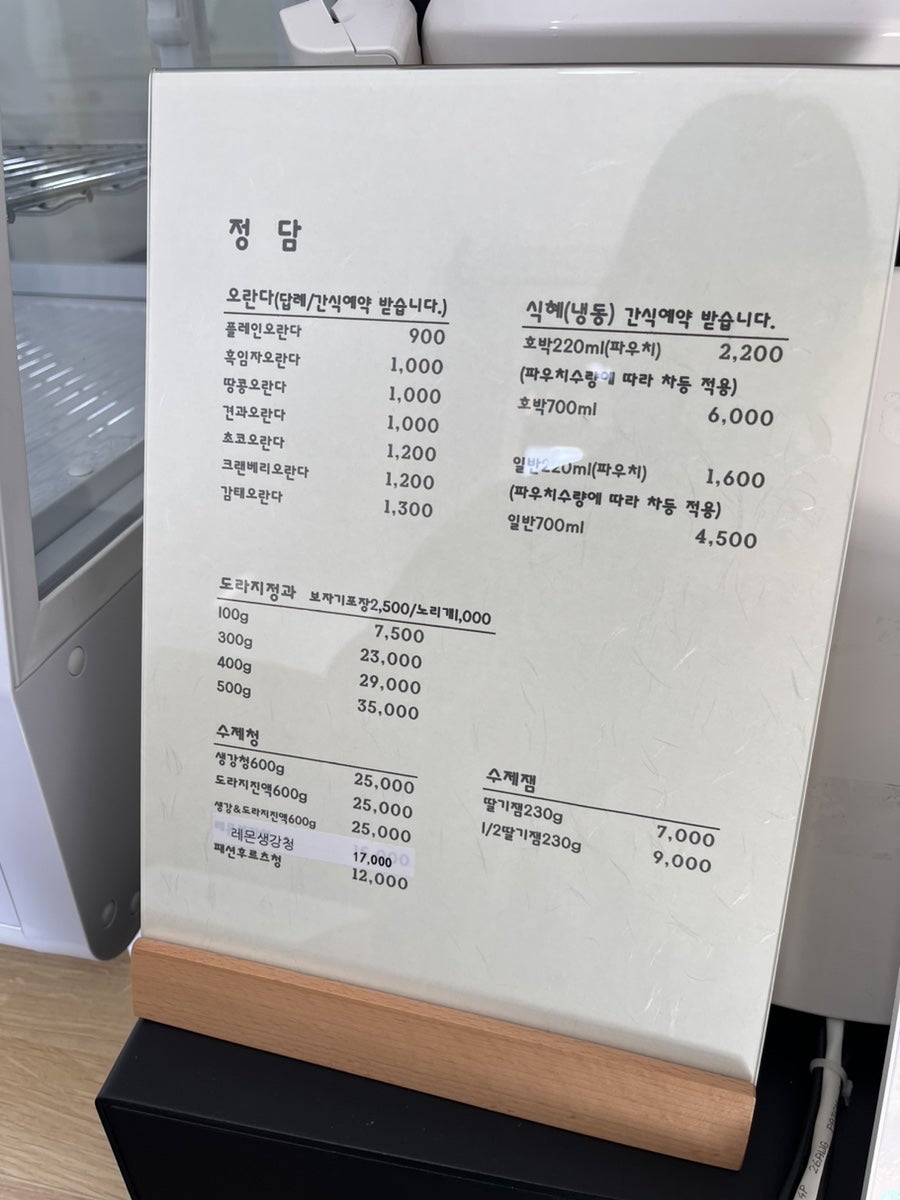 정 담
오란다(답례/간식예약 받습니다.)
플레인오란다 900
흑임자오란다 1,000
땅콩오란다 1,000
견과오란다 1,000
초코오란다 1,200
크랜베리오란다 1,200
감태오란다 1,300
식혜(냉동) 간식예약 받습니다.
호박220ml(파우치) 2,200
(파우치수량에 따라 차등 적용)
호박700ml 6,000
일반220ml(파우치) 1,600
(파우치수량에 따라 차등 적용)
일반700ml 4,500
도라지정과 보자기포장2,500/노리개1,000
100g 7,500
300g 23,000
400g 29,000
500g 35,000
수제청
생강청600g 25,000
도라지진액600g 25,000
생강&도라지진액600g 25,000
레몬생강청 17,000
패션후르츠청 12,000
수제잼
딸기잼230g 7,000
1/2딸기잼230g 9,000